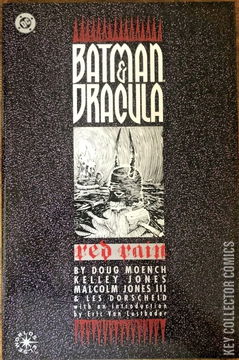 DC
BATMAN
&
DRACULA
red rain
BY DOUG MOENCH
KELLEY JONES
MALCOLM JONES III
& LES DORSCHEID
with an introduction
by Eric Van Lustbader
KEY COLLECTOR COMICS